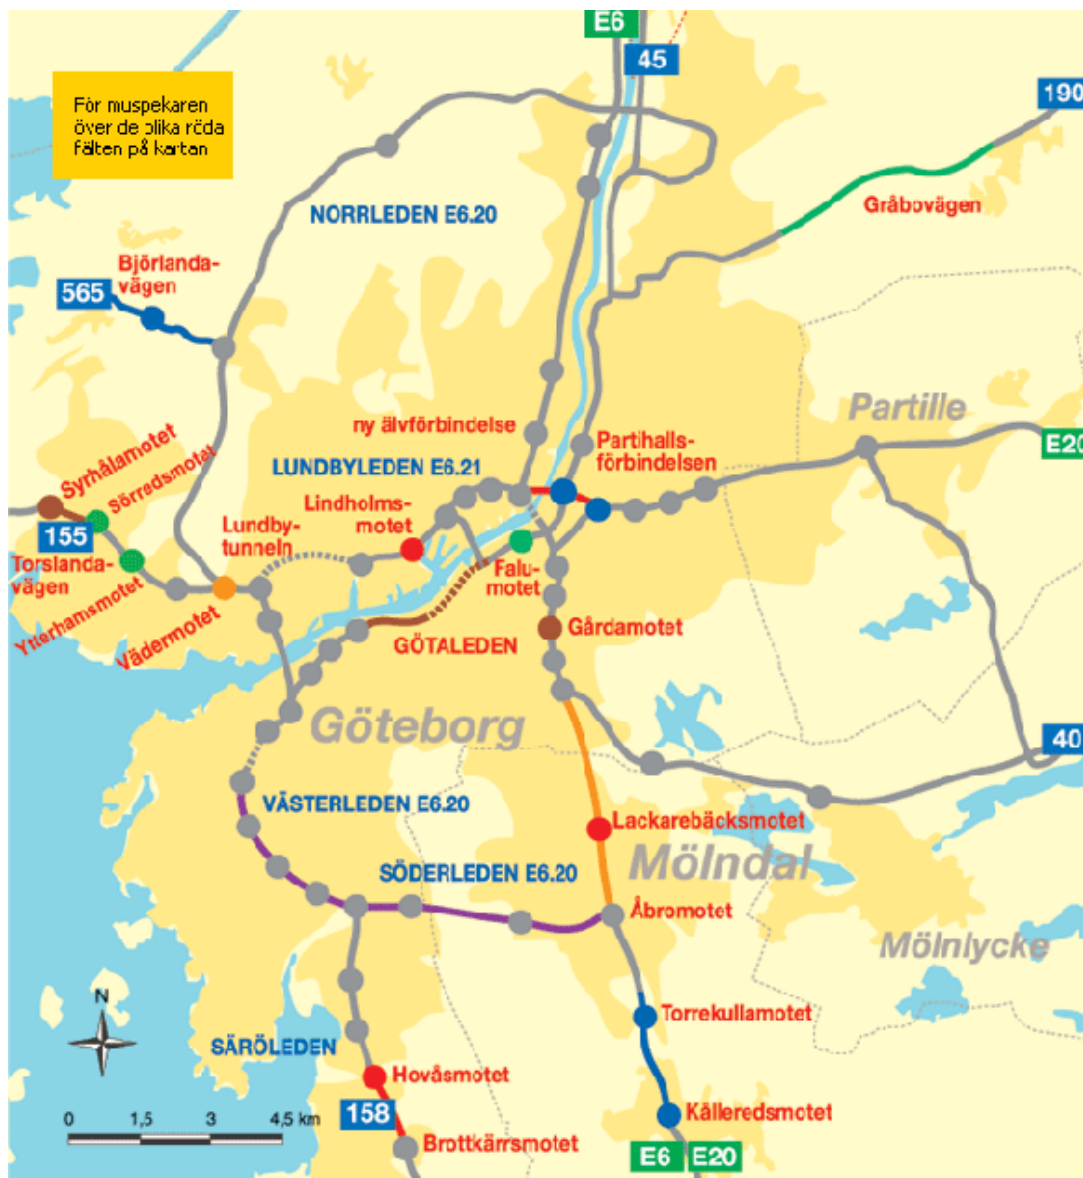 E6
45
190
För muspekaren
över de olika röda
fälten på kartan
Gråbovägen
NORRLEDEN E6.20
Björlanda-
vägen
565
Partille
ny älvförbindelse
Partihalls-
förbindelsen
E20
LUNDBYLEDEN E6.21
Syrhålamotet
Sörredsmotet
Lindholms-
motet
Lundby-
tunneln
155
Torslanda-
vägen
Ytterhamsmotet
Vädermotet
Falu-
motet
GÖTALEDEN
Gårdamotet
Göteborg
40
VÄSTERLEDEN E6.20
Lackarebäcksmotet
Mölndal
SÖDERLEDEN E6.20
Åbromotet
Mölnlycke
N
Torrekullamotet
SÄRÖLEDEN
Hovåsmotet
158
Kålleredsmotet
0 1,5 3 4,5 km
Brottkärrsmotet
E6 E20